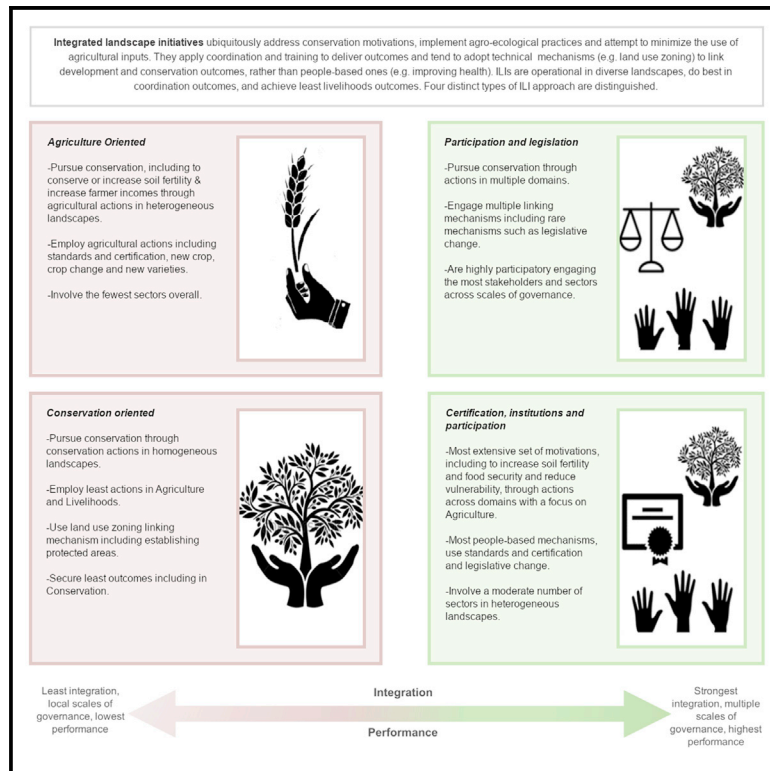 Integrated landscape initiatives ubiquitously address conservation motivations, implement agro-ecological practices and attempt to minimize the use of
agricultural inputs. They apply coordination and training to deliver outcomes and tend to adopt technical mechanisms (e.g. land use zoning) to link
development and conservation outcomes, rather than people-based ones (e.g. improving health). ILIs are operational in diverse landscapes, do best in
coordination outcomes, and achieve least livelihoods outcomes. Four distinct types of ILI approach are distinguished.
Agriculture Oriented
-Pursue conservation, including to
conserve or increase soil fertility &
increase farmer incomes through
agricultural actions in heterogeneous
landscapes.
-Employ agricultural actions including
standards and certification, new crop,
crop change and new varieties.
-Involve the fewest sectors overall.
Participation and legislation
-Pursue conservation through
actions in multiple domains.
-Engage multiple linking
mechanisms including rare
mechanisms such as legislative
change.
-Are highly participatory engaging
the most stakeholders and sectors
across scales of governance.
Conservation oriented
-Pursue conservation through
conservation actions in homogeneous
landscapes.
-Employ least actions in Agriculture
and Livelihoods.
-Use land use zoning linking
mechanism including establishing
protected areas.
-Secure least outcomes including in
Conservation.
Certification, institutions and
participation
-Most extensive set of motivations,
including to increase soil fertility
and food security and reduce
vulnerability, through actions
across domains with a focus on
Agriculture.
-Most people-based mechanisms,
use standards and certification
and legislative change.
-Involve a moderate number of
sectors in heterogeneous
landscapes.
Least integration,
local scales of
governance, lowest
performance
Integration
Performance
Strongest
integration, multiple
scales of
governance, highest
performance